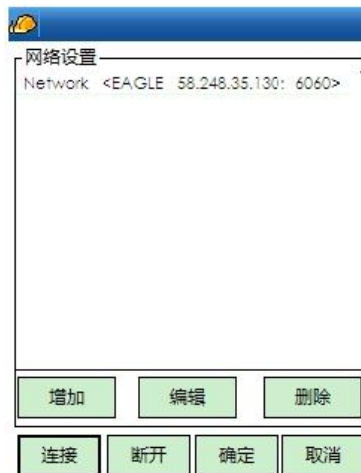 网络设置
Network <EAGLE 58.248.35.130: 6060>
增加 编辑 删除
连接 断开 确定 取消